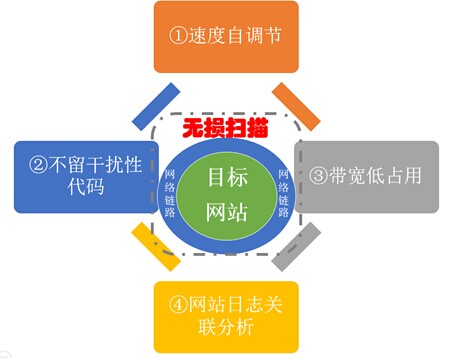 ①速度自调节
无损扫描
②不留干扰性
代码
网络链路
目标
网站
网络链路
③带宽低占用
④网站日志关
联分析